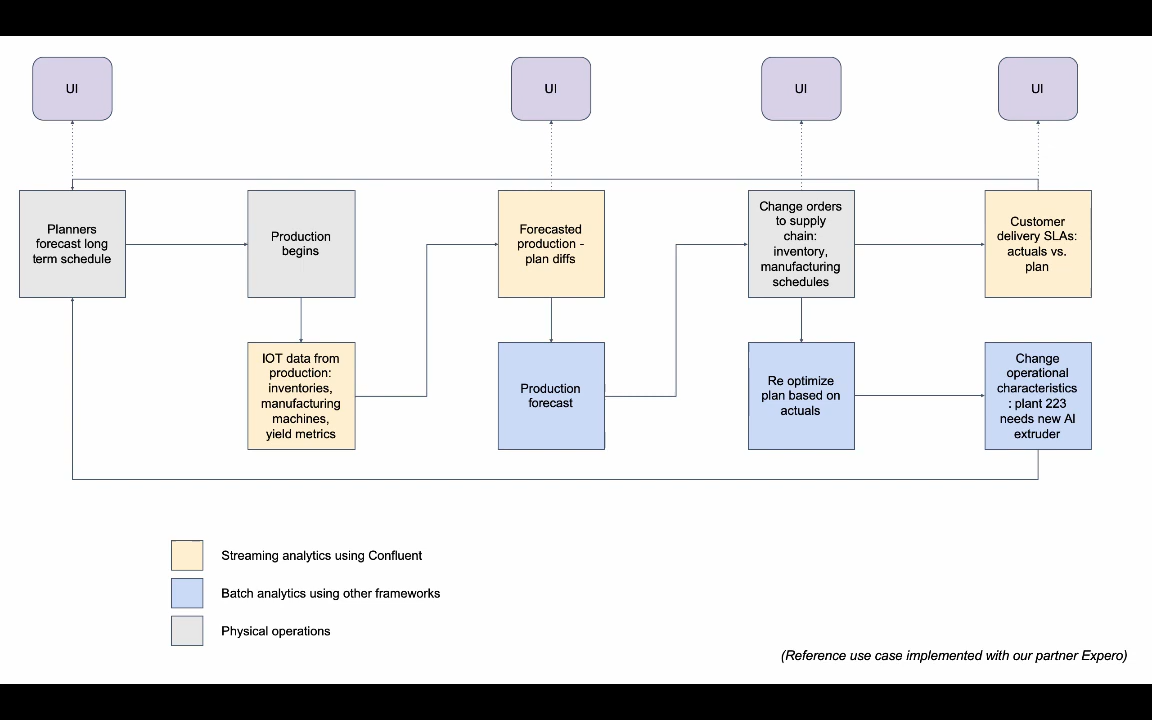 UI
UI
UI
UI
Planners
forecast long
term schedule
Production
begins
Forecasted
production -
plan diffs
Change orders
to supply
chain:
inventory,
manufacturing
schedules
Customer
delivery SLAs:
actuals vs.
plan
IOT data from
production:
inventories,
manufacturing
machines,
yield metrics
Production
forecast
Re optimize
plan based on
actuals
Change
operational
characteristics
: plant 223
needs new AI
extruder
Streaming analytics using Confluent
Batch analytics using other frameworks
Physical operations
(Reference use case implemented with our partner Expero)